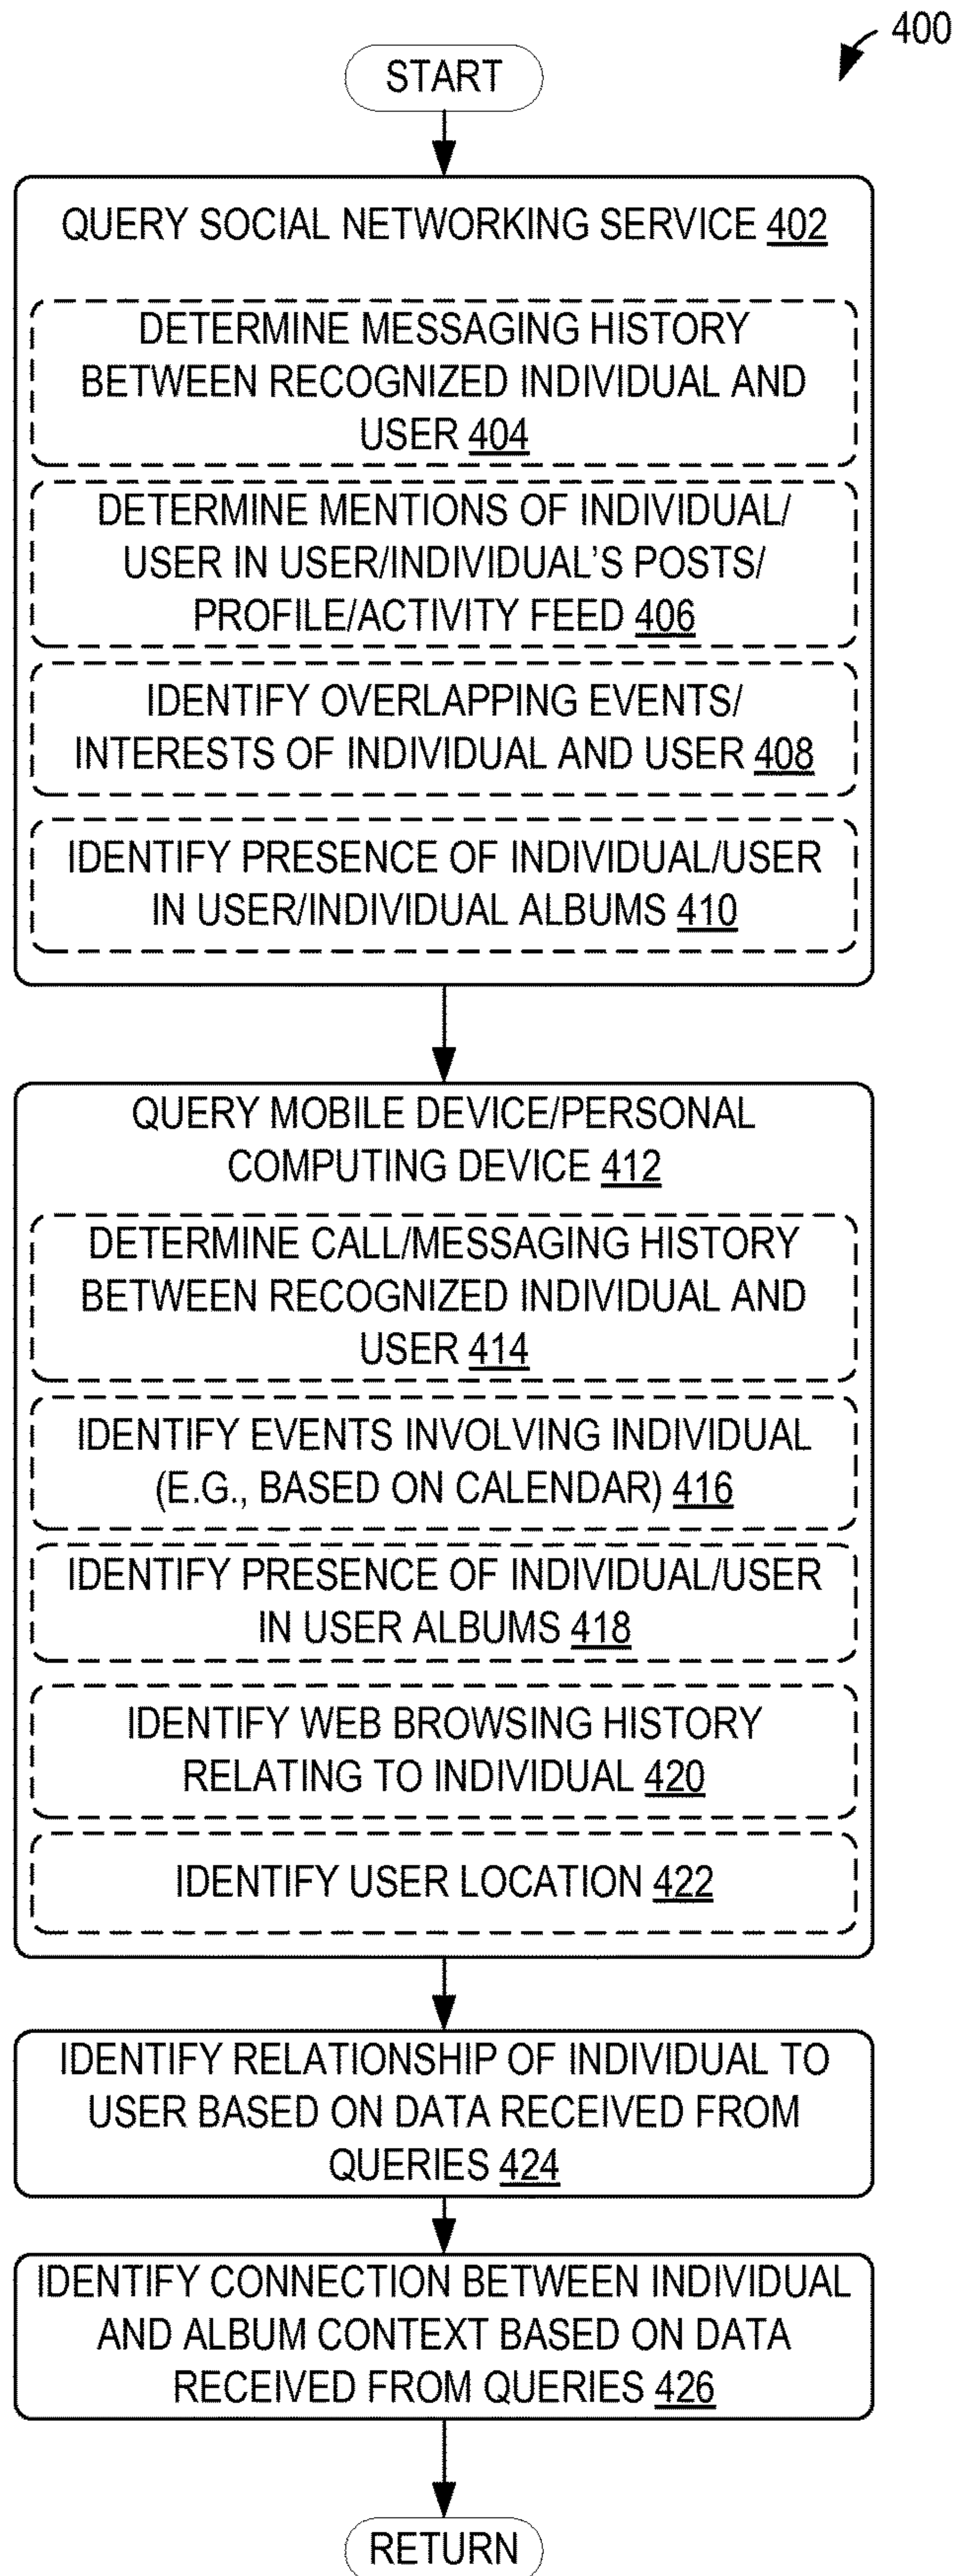 400
START
QUERY SOCIAL NETWORKING SERVICE 402
DETERMINE MESSAGING HISTORY
BETWEEN RECOGNIZED INDIVIDUAL AND
USER 404
DETERMINE MENTIONS OF INDIVIDUAL/
USER IN USER/INDIVIDUAL'S POSTS/
PROFILE/ACTIVITY FEED 406
IDENTIFY OVERLAPPING EVENTS/
INTERESTS OF INDIVIDUAL AND USER 408
IDENTIFY PRESENCE OF INDIVIDUAL/USER
IN USER/INDIVIDUAL ALBUMS 410
QUERY MOBILE DEVICE/PERSONAL
COMPUTING DEVICE 412
DETERMINE CALL/MESSAGING HISTORY
BETWEEN RECOGNIZED INDIVIDUAL AND
USER 414
IDENTIFY EVENTS INVOLVING INDIVIDUAL
(E.G., BASED ON CALENDAR) 416
IDENTIFY PRESENCE OF INDIVIDUAL/USER
IN USER ALBUMS 418
IDENTIFY WEB BROWSING HISTORY
RELATING TO INDIVIDUAL 420
IDENTIFY USER LOCATION 422
IDENTIFY RELATIONSHIP OF INDIVIDUAL TO
USER BASED ON DATA RECEIVED FROM
QUERIES 424
IDENTIFY CONNECTION BETWEEN INDIVIDUAL
AND ALBUM CONTEXT BASED ON DATA
RECEIVED FROM QUERIES 426
RETURN